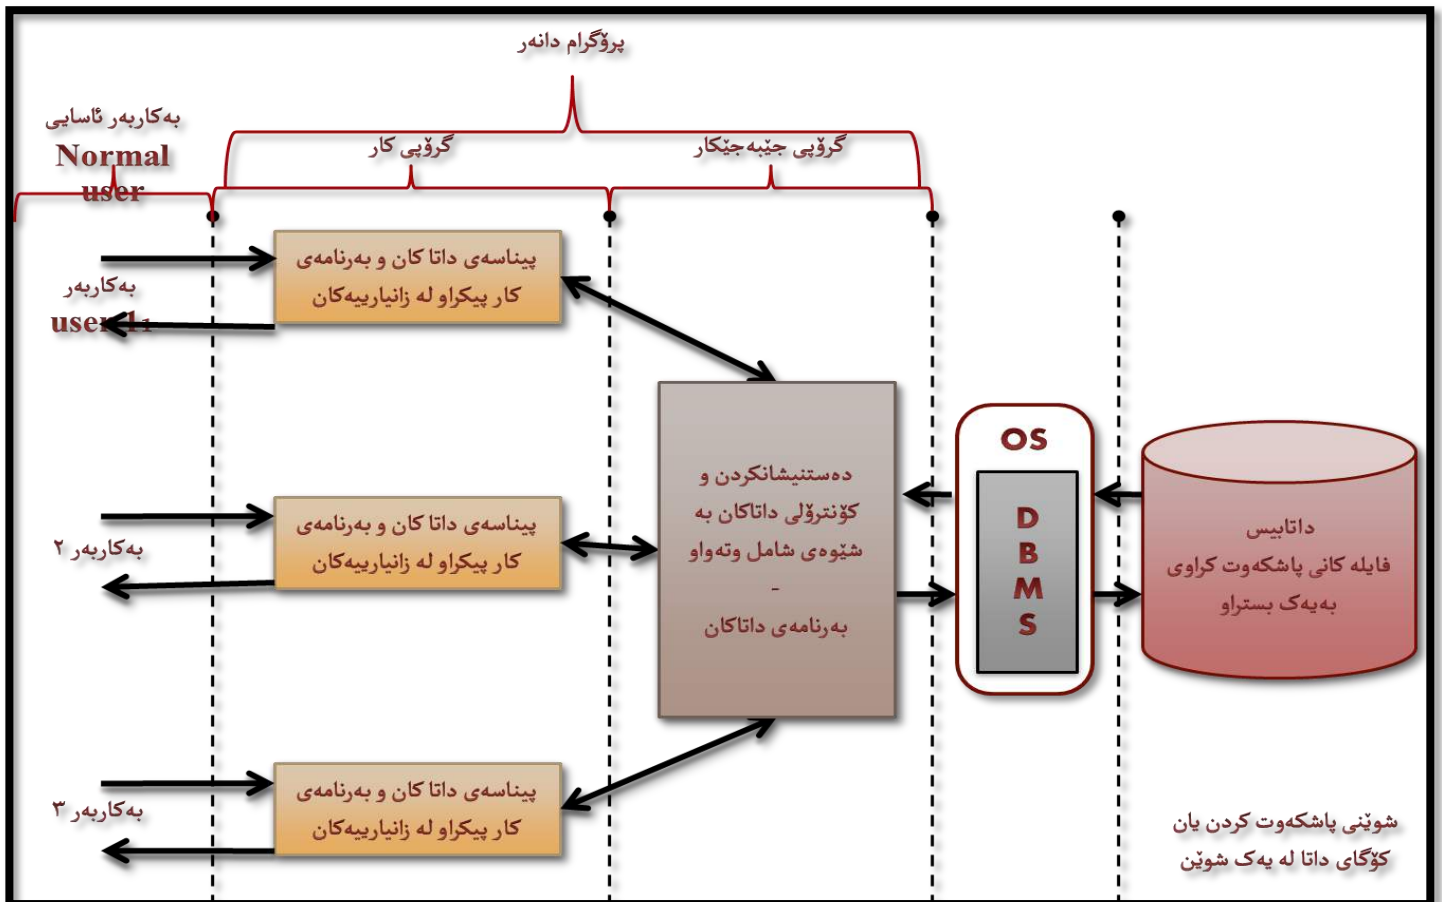 پرۆگرام دانەر
بەکاربەر ئاسایی
Normal
user
گرۆپی کار
گرۆپی جێبەجێکار
پیناسەی داتا کان و بەرنامەی
کار پیکراو لە زانیارییەکان
بەکاربەر
OS
D
B
M
S
دەستنیشانکردن و
کۆنترۆلی داتاکان بە
شێوەی شامل وتەواو
-
بەرنامەی داتاکان
داتابیس
فایلە کانی پاشکەوت کراوی
بەیەک بستراو
پیناسەی داتا کان و بەرنامەی
کار پیکراو لە زانیارییەکان
بەکاربەر ٢
پیناسەی داتا کان و بەرنامەی
کار پیکراو لە زانیارییەکان
بەکاربەر ٣
شوێنی پاشکەوت کردن یان
کۆگای داتا لە یەک شوێن